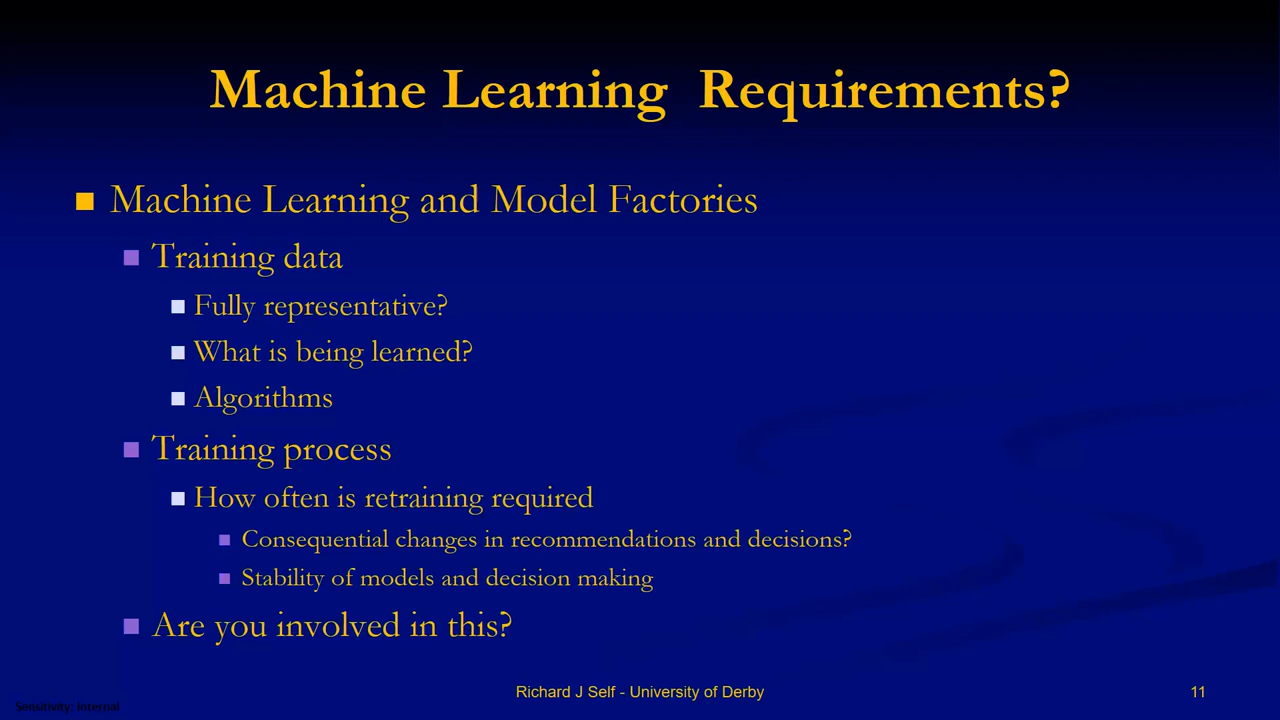 Machine Learning Requirements?
Machine Learning and Model Factories
Training data
Fully representative?
What is being learned?
Algorithms
Training process
How often is retraining required
Consequential changes in recommendations and decisions?
Stability of models and decision making
Are you involved in this?
Richard J Self - University of Derby
11
Sensitivity: Internal